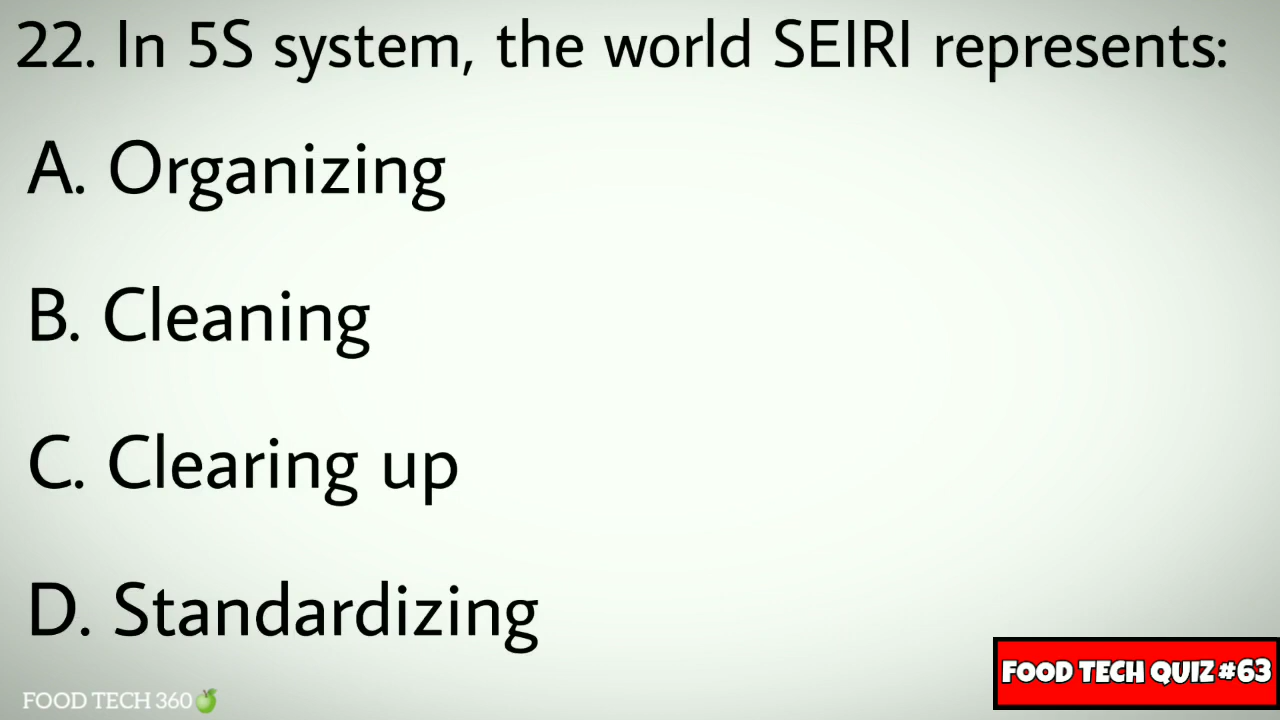 22. In 5S system, the world SEIRI represents:
A. Organizing
B. Cleaning
C. Clearing up
D. Standardizing
FOOD TECH QUIZ #63
FOOD TECH 360